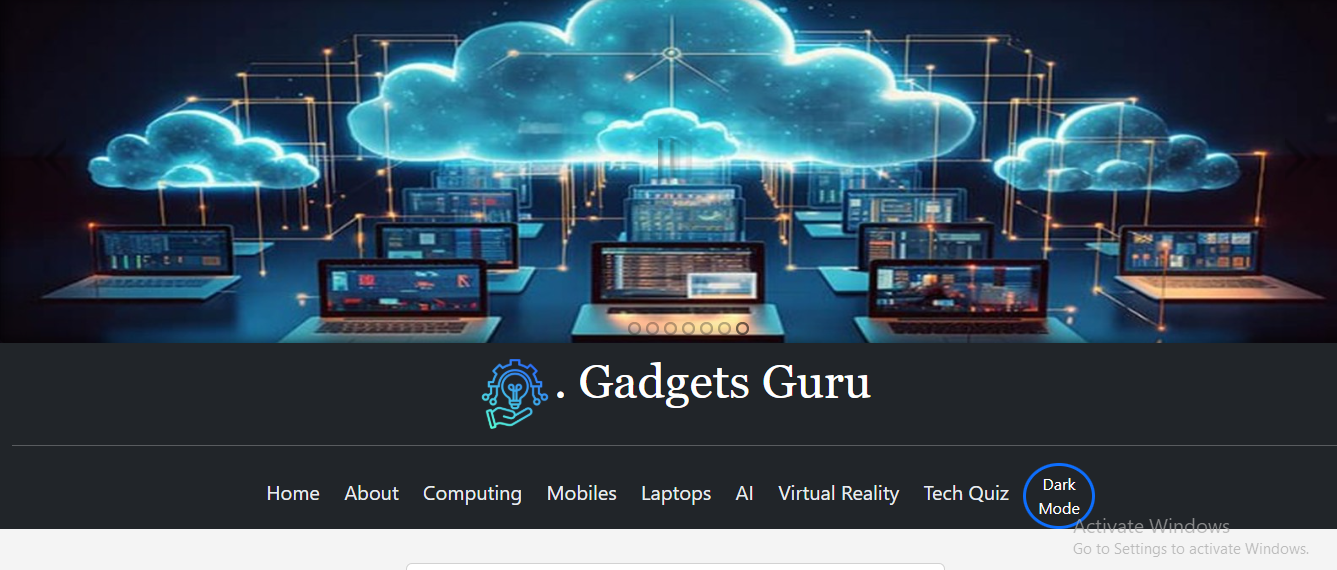 . Gadgets Guru
Home About Computing Mobiles Laptops AI Virtual Reality Tech Quiz Dark
Mode
Activate Windows
Go to Settings to activate Windows.